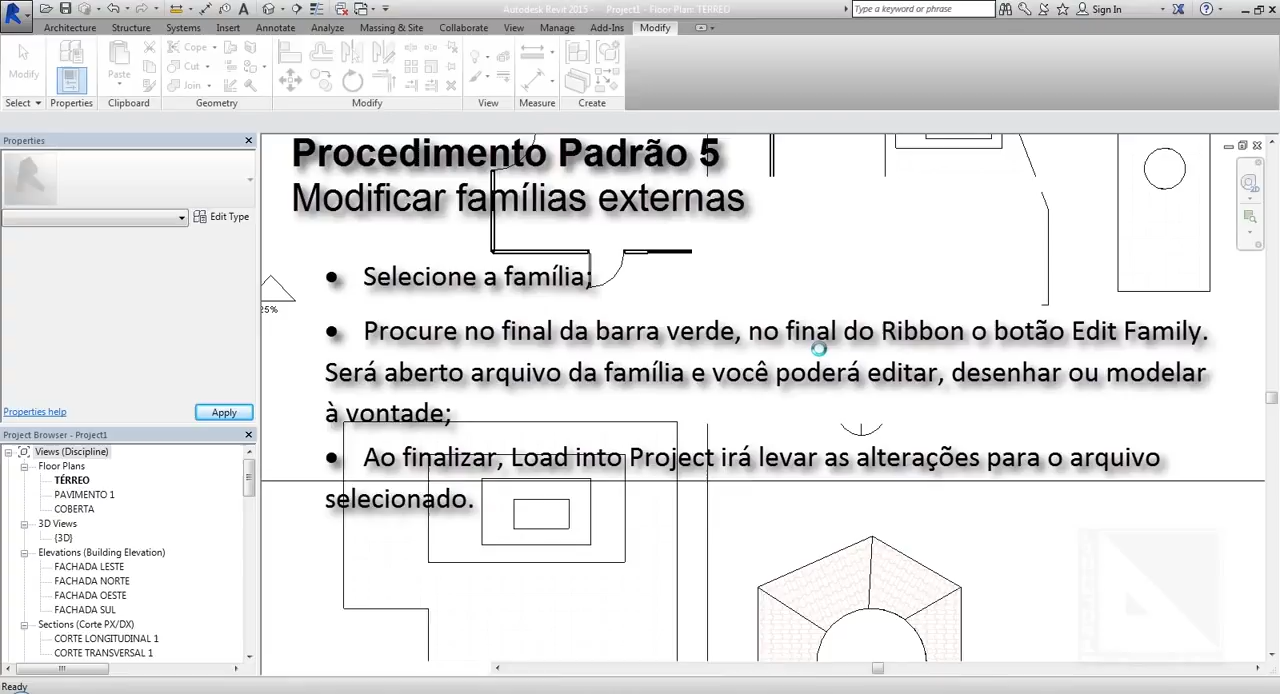 Autodesk Revit 2015 - Project1 - Floor Plan: TÉRREO
Type a keyword or phrase
Sign In
Architecture Structure Systems Insert Annotate Analyze Massing & Site Collaborate View Manage Add-Ins Modify
Modify
Paste
Cope
Cut
Join
Select Properties Clipboard Geometry Modify View Measure Create
Properties
Edit Type
Properties help
Apply
Project Browser - Project1
Views (Discipline)
Floor Plans
TÉRREO
PAVIMENTO 1
COBERTA
3D Views
{3D}
Elevations (Building Elevation)
FACHADA LESTE
FACHADA NORTE
FACHADA OESTE
FACHADA SUL
Sections (Corte PX/DX)
CORTE LONGITUDINAL 1
CORTE TRANSVERSAL 1
Ready
Procedimento Padrão 5
Modificar famílias externas
• Selecione a família;
25%
• Procure no final da barra verde, no final do Ribbon o botão Edit Family.
Será aberto arquivo da família e você poderá editar, desenhar ou modelar
à vontade;
• Ao finalizar, Load into Project irá levar as alterações para o arquivo
selecionado.
2D